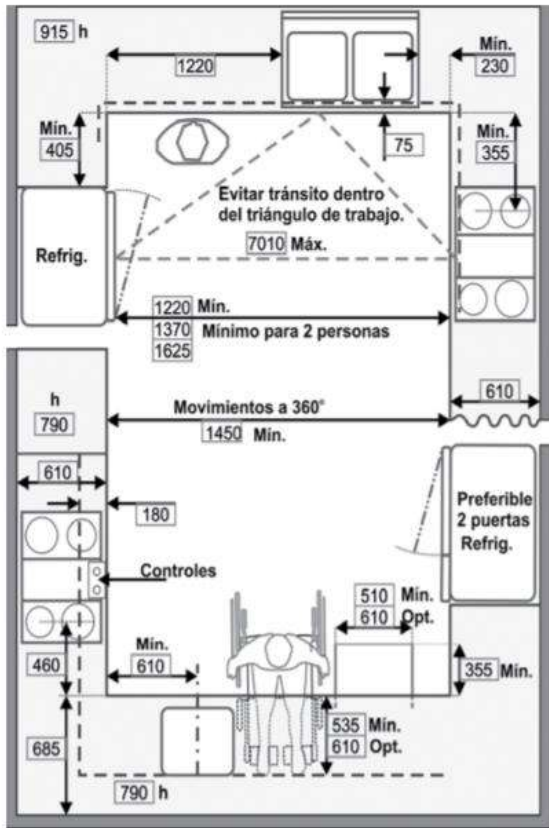 915 h
1220
Mín.
230
Mín.
405
75
Mín.
355
Evitar tránsito dentro
del triángulo de trabajo.
7010 Máx.
Refrig.
1220 Mín.
1370 Mínimo para 2 personas
1625
h
790
Movimientos a 360°
1450 Mín.
610
610
180
Preferible
2 puertas
Refrig.
Controles
510 Mín.
610 Opt.
Mín.
610
460
355 Mín.
685
535 Mín.
610 Opt.
790 h